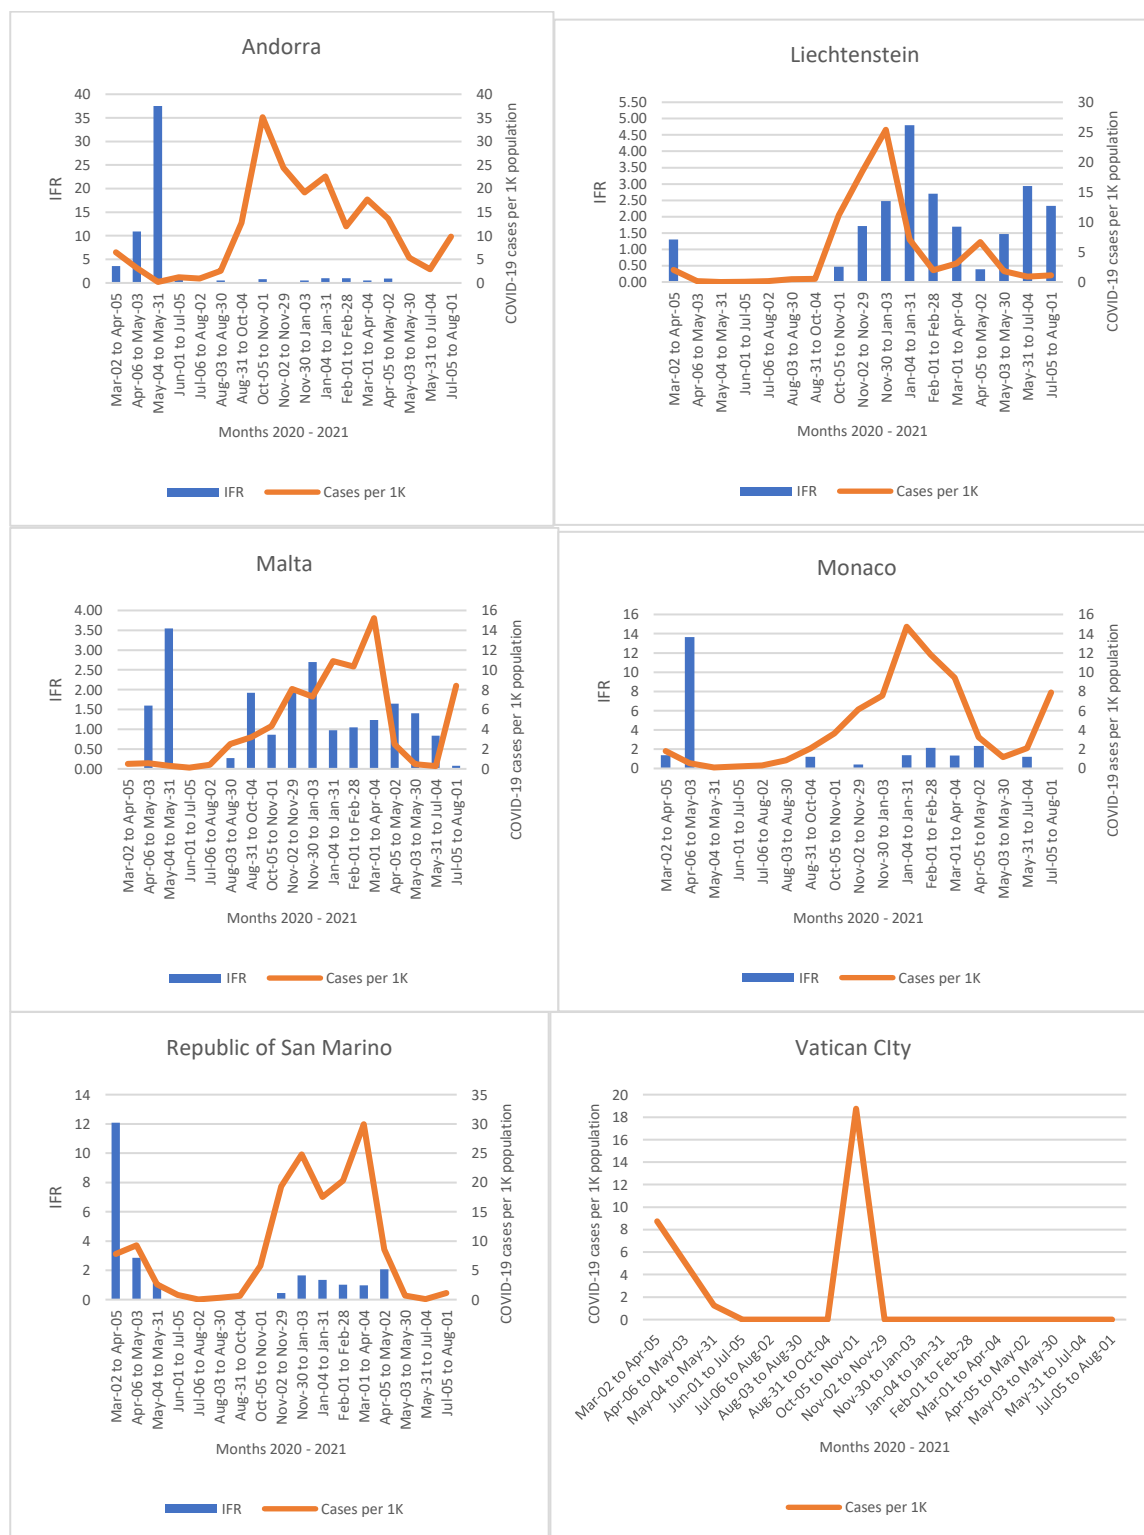 Andorra
40
35
30
25
20
15
10
5
0
IFR
40
35
30
25
20
15
10
5
0
COVID-19 cases per 1K population
Mar-02 to Apr-05
Apr-06 to May-03
May-04 to May-31
Jun-01 to Jul-05
Jul-06 to Aug-02
Aug-03 to Aug-30
Aug-31 to Oct-04
Oct-05 to Nov-01
Nov-02 to Nov-29
Nov-30 to Jan-03
Jan-04 to Jan-31
Feb-01 to Feb-28
Mar-01 to Apr-04
Apr-05 to May-02
May-03 to May-30
May-31 to Jul-04
Jul-05 to Aug-01
Months 2020 - 2021
IFR
Cases per 1K
Liechtenstein
5.50
5.00
4.50
4.00
3.50
3.00
2.50
2.00
1.50
1.00
0.50
0.00
IFR
30
25
20
15
10
5
0
COVID-19 csaes per 1K population
Mar-02 to Apr-05
Apr-06 to May-03
May-04 to May-31
Jun-01 to Jul-05
Jul-06 to Aug-02
Aug-03 to Aug-30
Aug-31 to Oct-04
Oct-05 to Nov-01
Nov-02 to Nov-29
Nov-30 to Jan-03
Jan-04 to Jan-31
Feb-01 to Feb-28
Mar-01 to Apr-04
Apr-05 to May-02
May-03 to May-30
May-31 to Jul-04
Jul-05 to Aug-01
Months 2020 - 2021
IFR
Cases per 1K
Malta
4.00
3.50
3.00
2.50
2.00
1.50
1.00
0.50
0.00
IFR
16
14
12
10
8
6
4
2
0
COVID-19 cases per 1K population
Mar-02 to Apr-05
Apr-06 to May-03
May-04 to May-31
Jun-01 to Jul-05
Jul-06 to Aug-02
Aug-03 to Aug-30
Aug-31 to Oct-04
Oct-05 to Nov-01
Nov-02 to Nov-29
Nov-30 to Jan-03
Jan-04 to Jan-31
Feb-01 to Feb-28
Mar-01 to Apr-04
Apr-05 to May-02
May-03 to May-30
May-31 to Jul-04
Jul-05 to Aug-01
Months 2020 - 2021
IFR
Cases per 1K
Monaco
16
14
12
10
8
6
4
2
0
IFR
16
14
12
10
8
6
4
2
0
COVID-19 ases per 1K population
Mar-02 to Apr-05
Apr-06 to May-03
May-04 to May-31
Jun-01 to Jul-05
Jul-06 to Aug-02
Aug-03 to Aug-30
Aug-31 to Oct-04
Oct-05 to Nov-01
Nov-02 to Nov-29
Nov-30 to Jan-03
Jan-04 to Jan-31
Feb-01 to Feb-28
Mar-01 to Apr-04
Apr-05 to May-02
May-03 to May-30
May-31 to Jul-04
Jul-05 to Aug-01
Months 2020 - 2021
IFR
Cases per 1K
Republic of San Marino
14
12
10
8
6
4
2
0
IFR
35
30
25
20
15
10
5
0
COVID-19 cases per 1K population
Mar-02 to Apr-05
Apr-06 to May-03
May-04 to May-31
Jun-01 to Jul-05
Jul-06 to Aug-02
Aug-03 to Aug-30
Aug-31 to Oct-04
Oct-05 to Nov-01
Nov-02 to Nov-29
Nov-30 to Jan-03
Jan-04 to Jan-31
Feb-01 to Feb-28
Mar-01 to Apr-04
Apr-05 to May-02
May-03 to May-30
May-31 to Jul-04
Jul-05 to Aug-01
Months 2020 - 2021
IFR
Cases per 1K
Vatican CIty
20
18
16
14
12
10
8
6
4
2
0
COVID-19 cases per 1K population
Mar-02 to Apr-05
Apr-06 to May-03
May-04 to May-31
Jun-01 to Jul-05
Jul-06 to Aug-02
Aug-03 to Aug-30
Aug-31 to Oct-04
Oct-05 to Nov-01
Nov-02 to Nov-29
Nov-30 to Jan-03
Jan-04 to Jan-31
Feb-01 to Feb-28
Mar-01 to Apr-04
Apr-05 to May-02
May-03 to May-30
May-31 to Jul-04
Jul-05 to Aug-01
Months 2020 - 2021
Cases per 1K